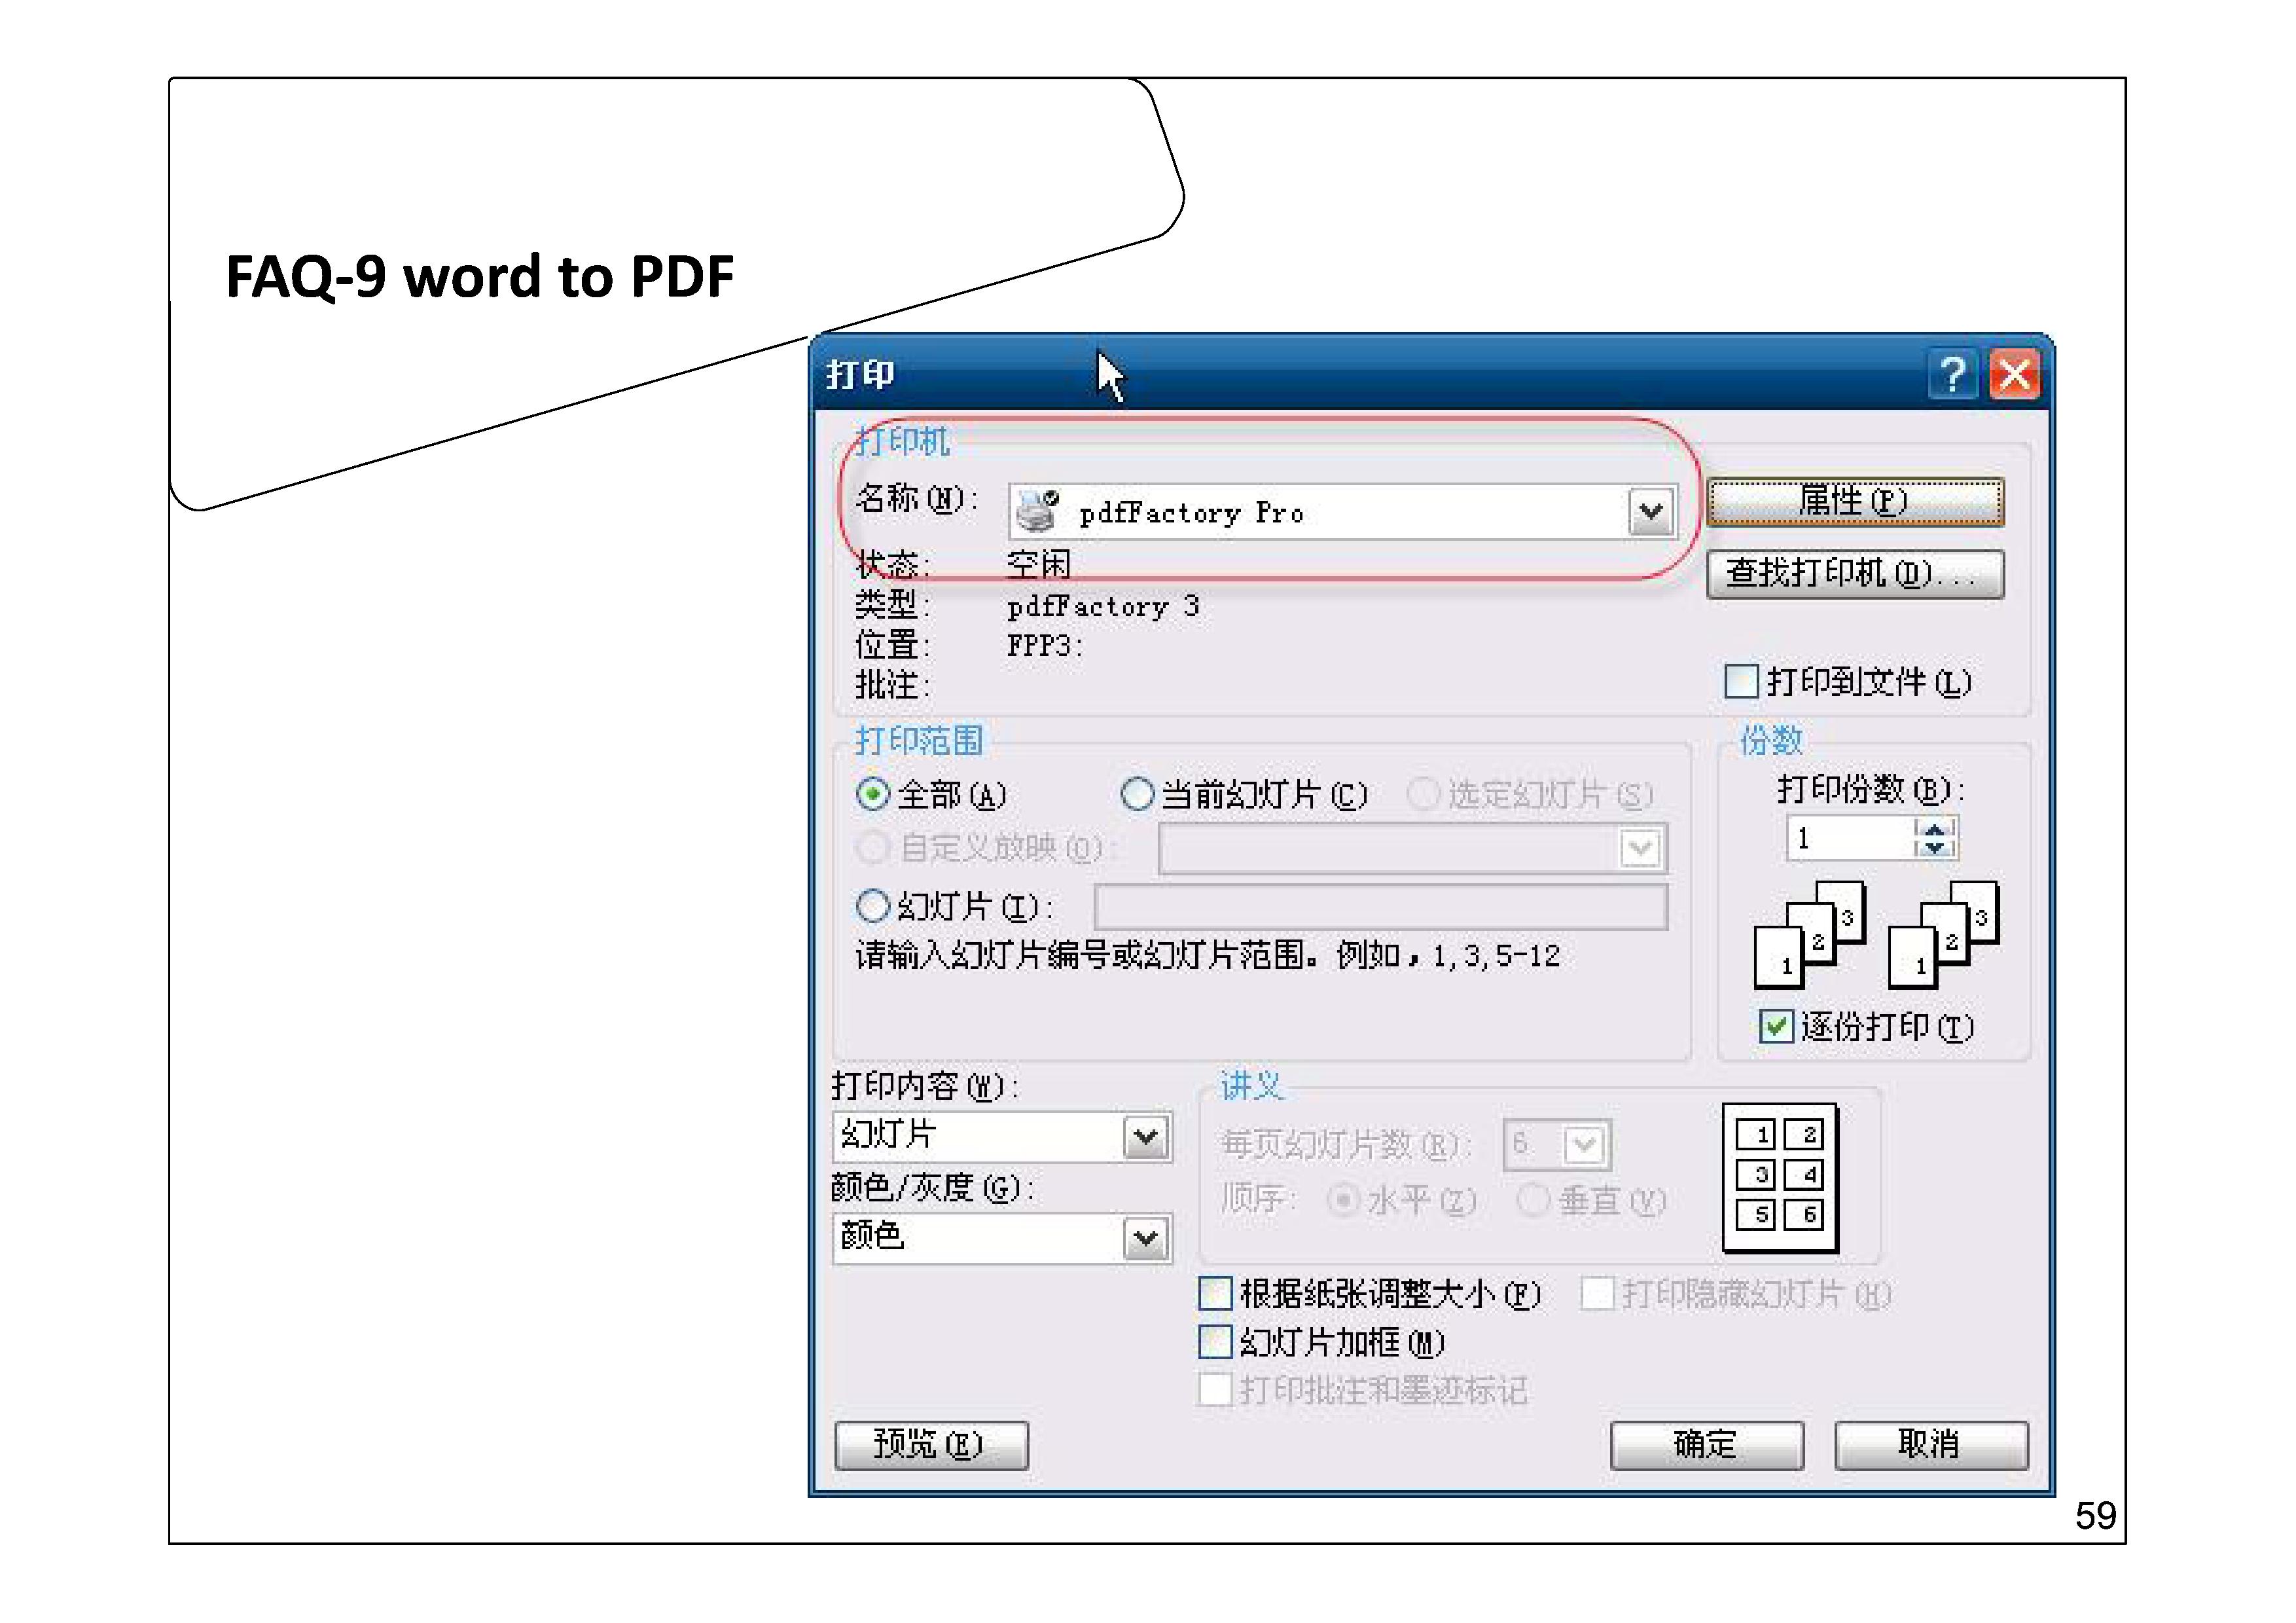 FAQ-9 word to PDF
打印
打印机
名称(N): pdfFactory Pro 属性(P)
状态: 空闲 查找打印机(D)...
类型: pdfFactory 3
位置: FPP3:
批注: 打印到文件(L)
打印范围 份数
全部(A) 当前幻灯片(C) 选定幻灯片(S) 打印份数(B):
自定义放映(O): 1
幻灯片(I):
请输入幻灯片编号或幻灯片范围。例如，1,3,5-12
1 2 3 1 2 3
逐份打印(T)
打印内容(W): 讲义
幻灯片 每页幻灯片数(R): 6 1 2
颜色/灰度(G): 顺序: 水平(Z) 垂直(V) 3 4
颜色 5 6
根据纸张调整大小(F) 打印隐藏幻灯片(H)
幻灯片加框(M)
打印批注和墨迹标记
预览(E) 确定 取消
59